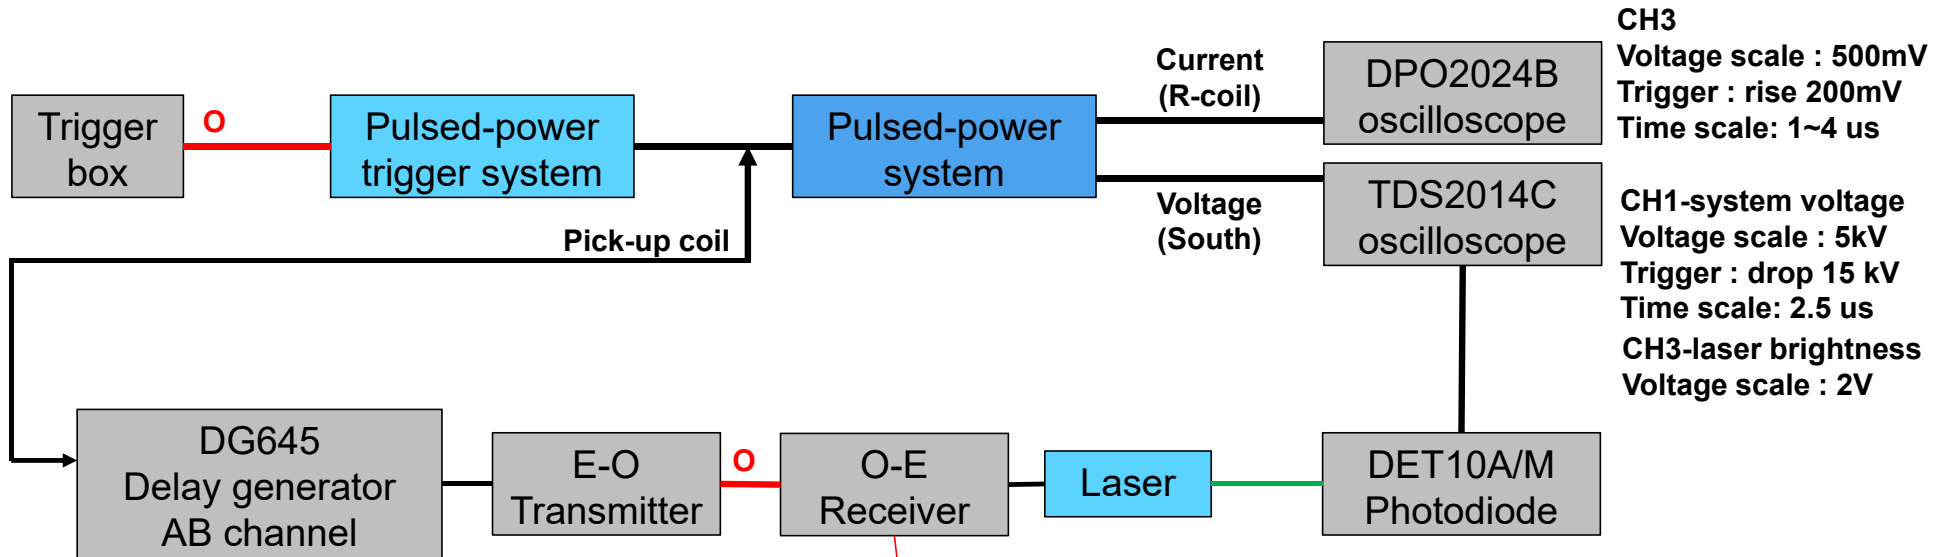 Trigger
box
O
Pulsed-power
trigger system
Pick-up coil
Pulsed-power
system
Current
(R-coil)
Voltage
(South)
DPO2024B
oscilloscope
TDS2014C
oscilloscope
CH3
Voltage scale : 500mV
Trigger : rise 200mV
Time scale: 1~4 us
CH1-system voltage
Voltage scale : 5kV
Trigger : drop 15 kV
Time scale: 2.5 us
CH3-laser brightness
Voltage scale : 2V
DG645
Delay generator
AB channel
E-O
Transmitter
O
O-E
Receiver
Laser
DET10A/M
Photodiode